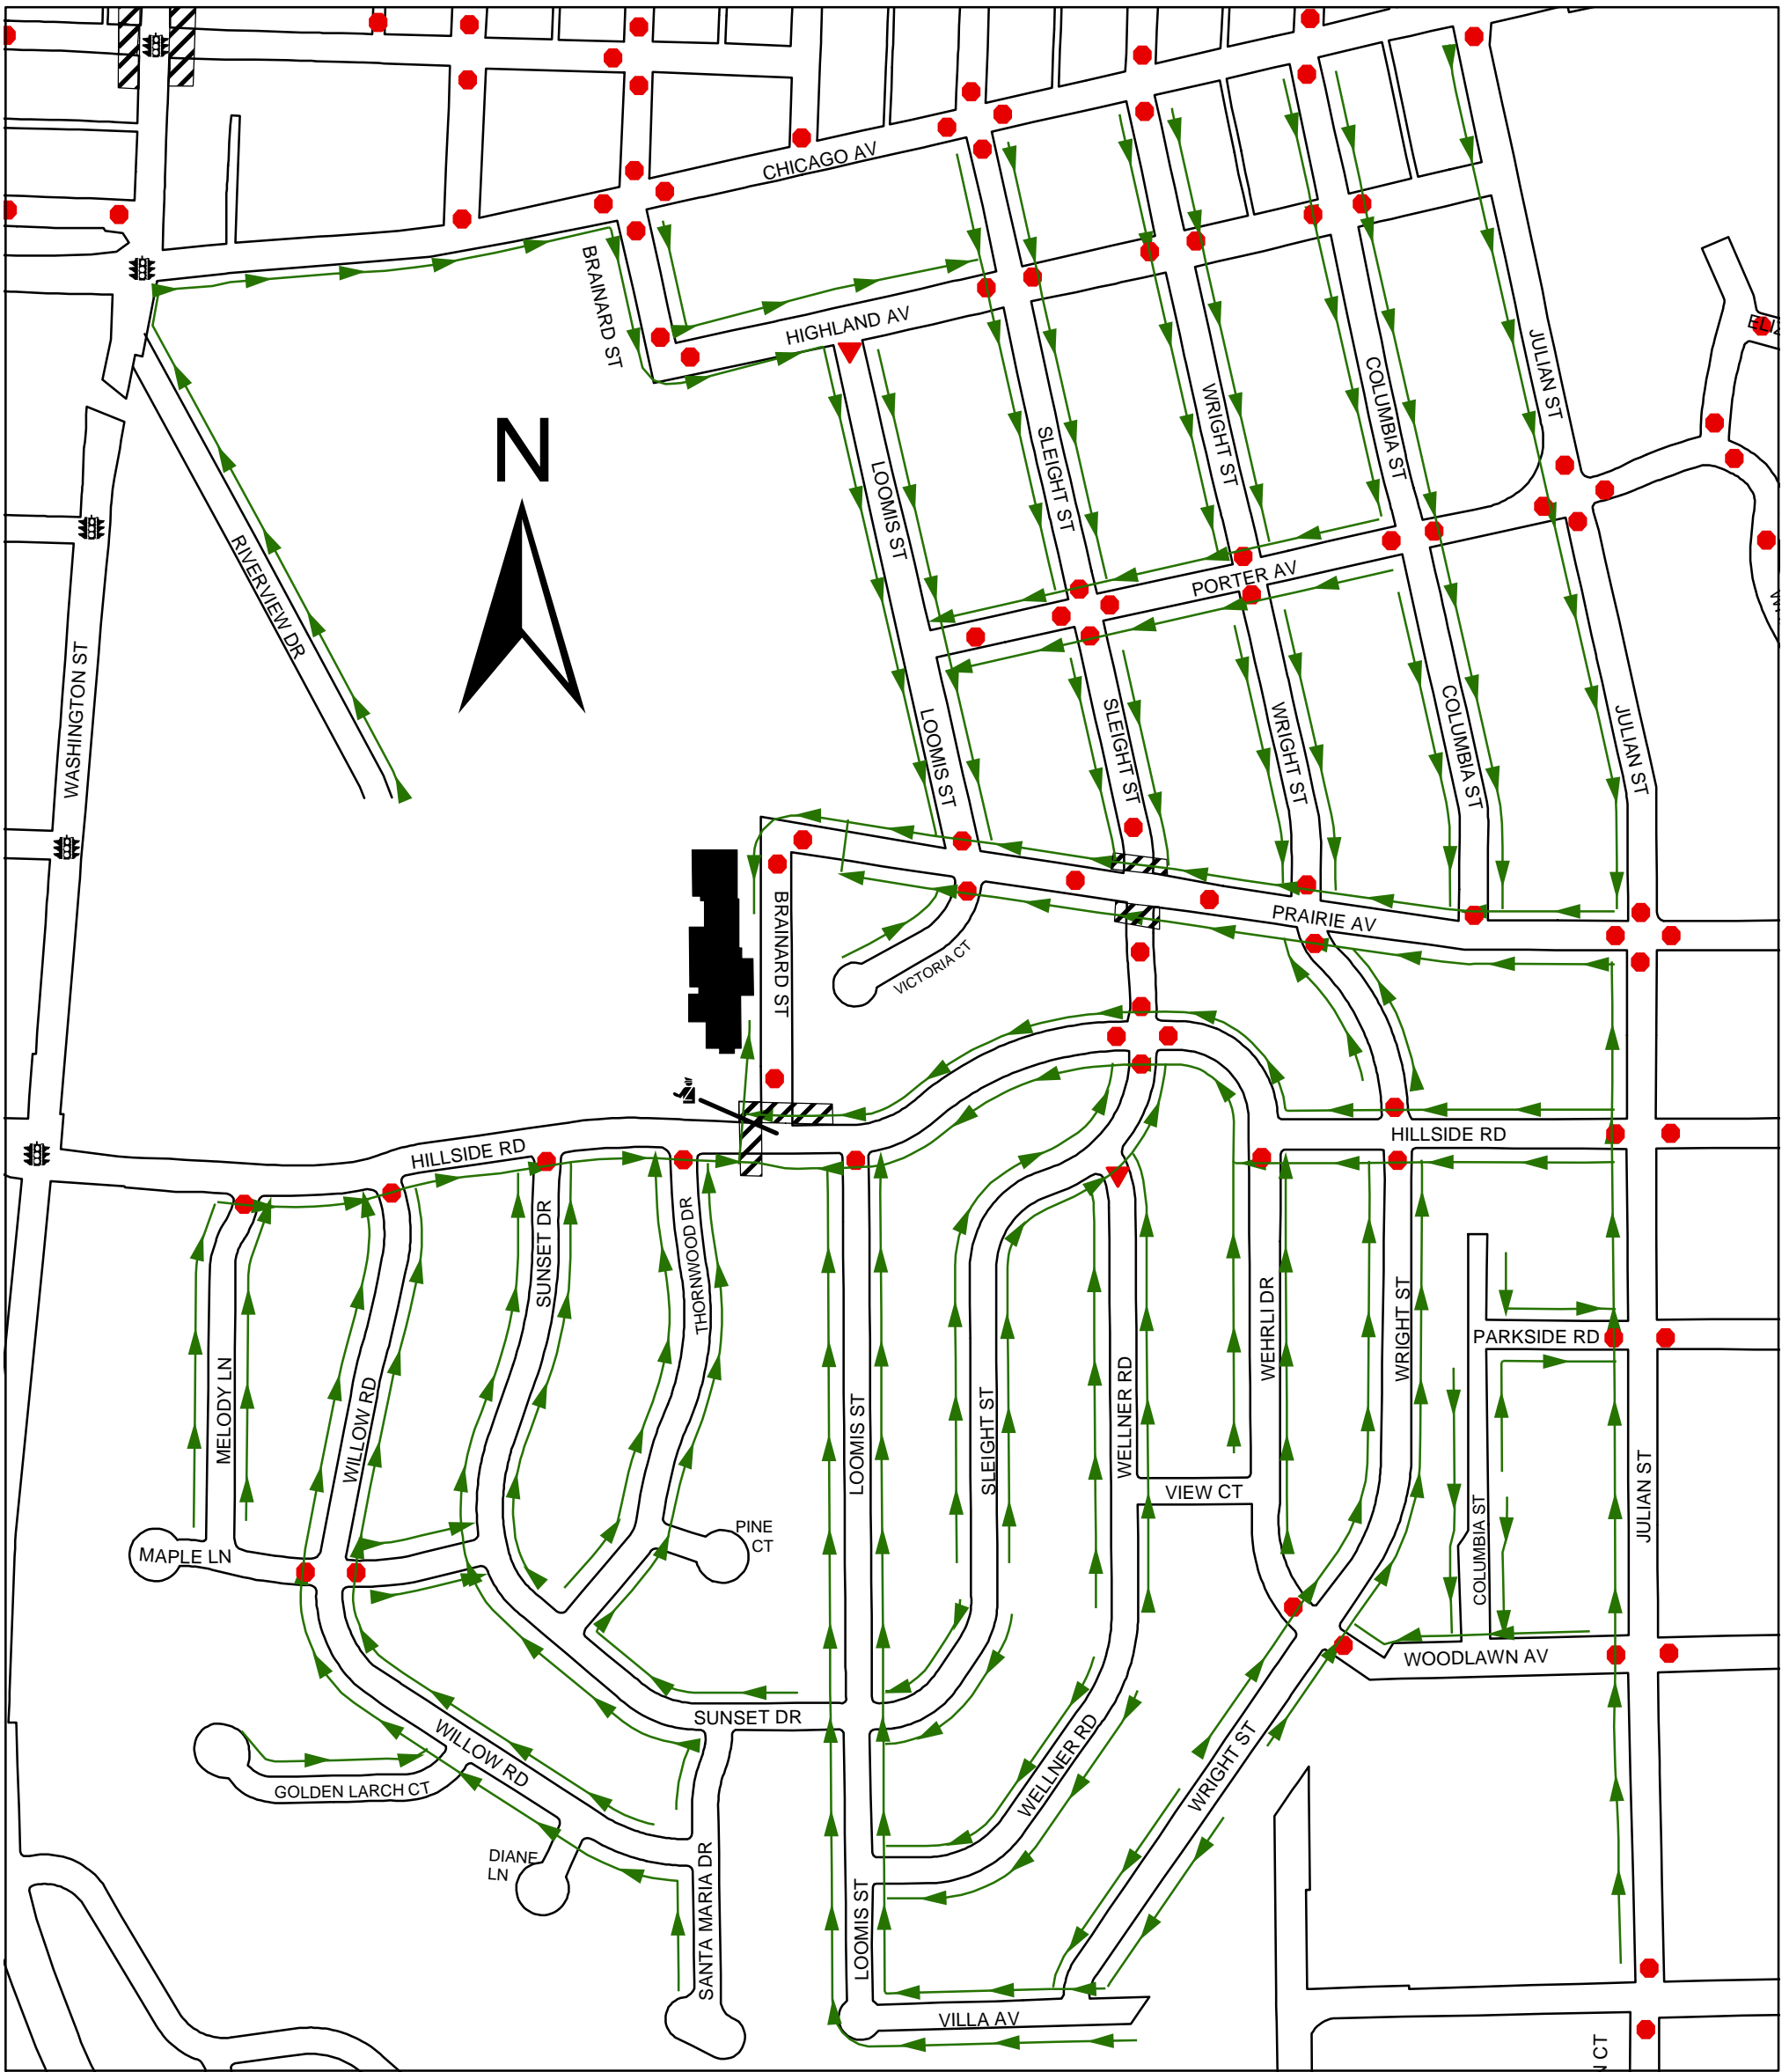 CHICAGO AV
BRAINARD ST
HIGHLAND AV
JULIAN ST
COLUMBIA ST
WRIGHT ST
SLEIGHT ST
LOOMIS ST
N
RIVERVIEW DR
PORTER AV
WASHINGTON ST
LOOMIS ST
SLEIGHT ST
WRIGHT ST
COLUMBIA ST
JULIAN ST
PRAIRIE AV
BRAINARD ST
VICTORIA CT
HILLSIDE RD
HILLSIDE RD
SUNSET DR
THORNWOOD DR
WEHRLI DR
WRIGHT ST
PARKSIDE RD
MELODY LN
WILLOW RD
LOOMIS ST
SLEIGHT ST
WELLNER RD
VIEW CT
COLUMBIA ST
JULIAN ST
PINE
CT
MAPLE LN
WOODLAWN AV
SUNSET DR
WILLOW RD
WELLNER RD
WRIGHT ST
GOLDEN LARCH CT
DIANE
LN
SANTA MARIA DR
LOOMIS ST
VILLA AV